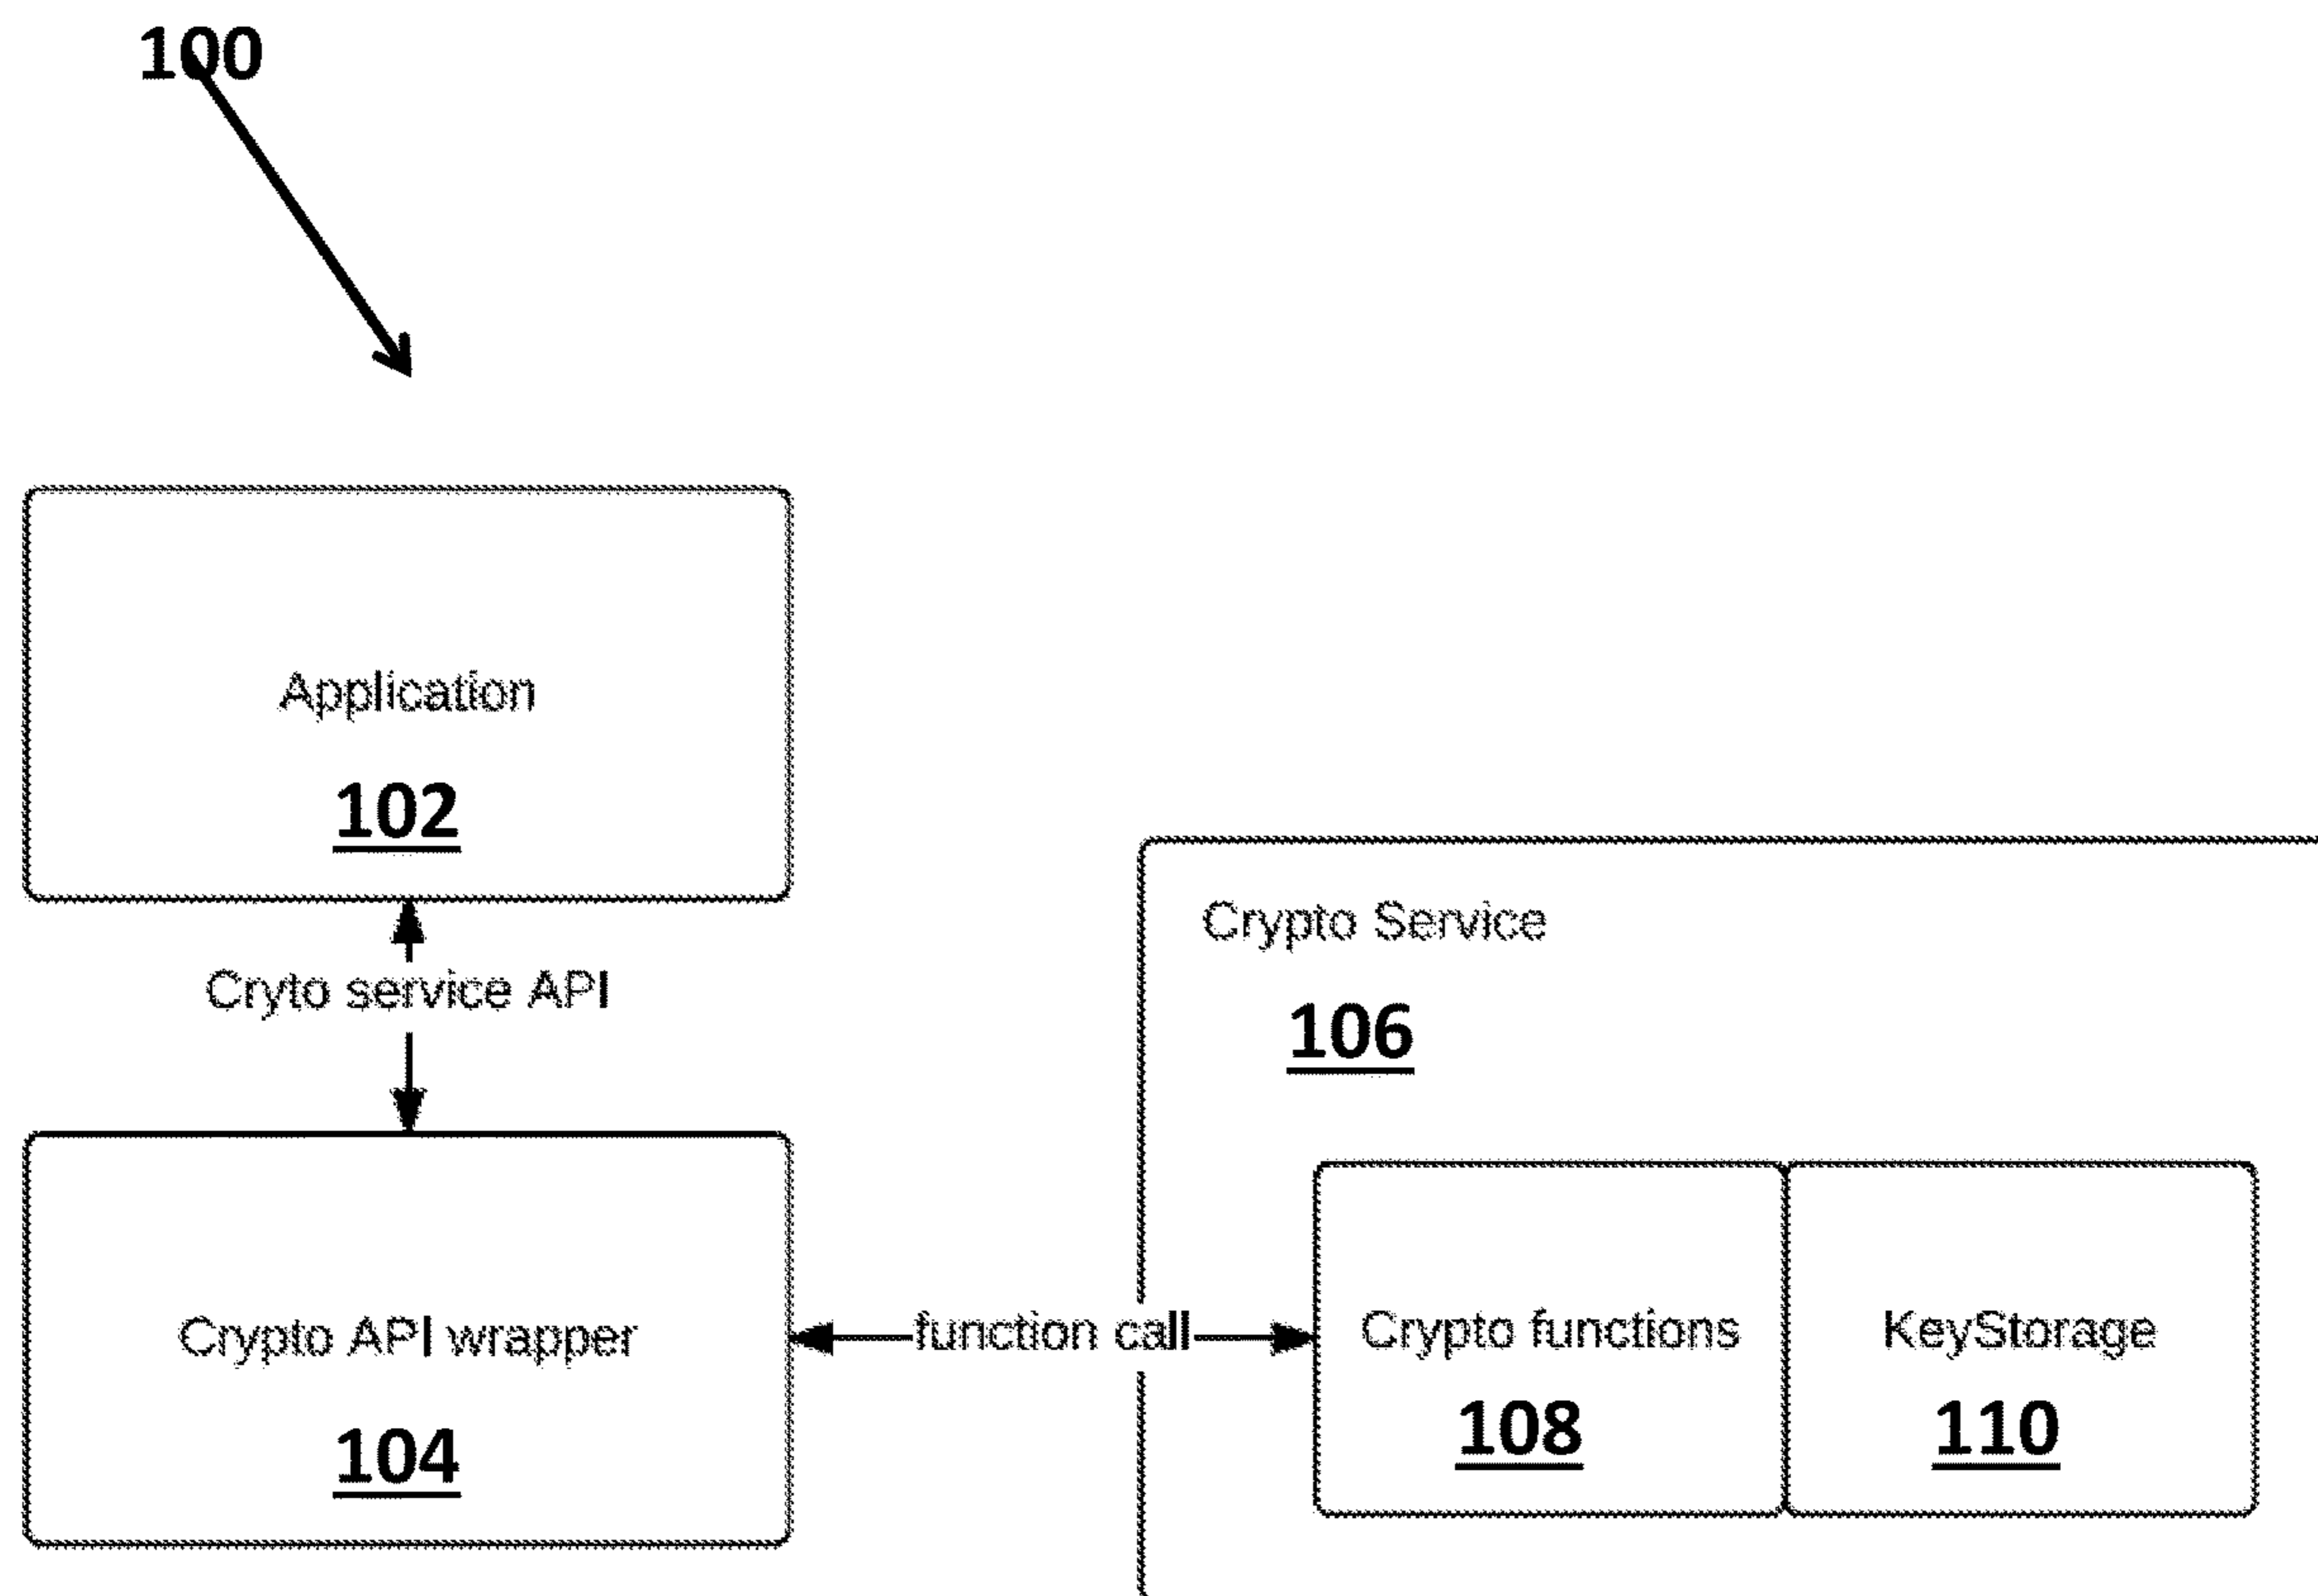 100
Application
102
Cryto service API
Crypto API wrapper
104
function call
Crypto Service
106
Crypto functions
108
KeyStorage
110